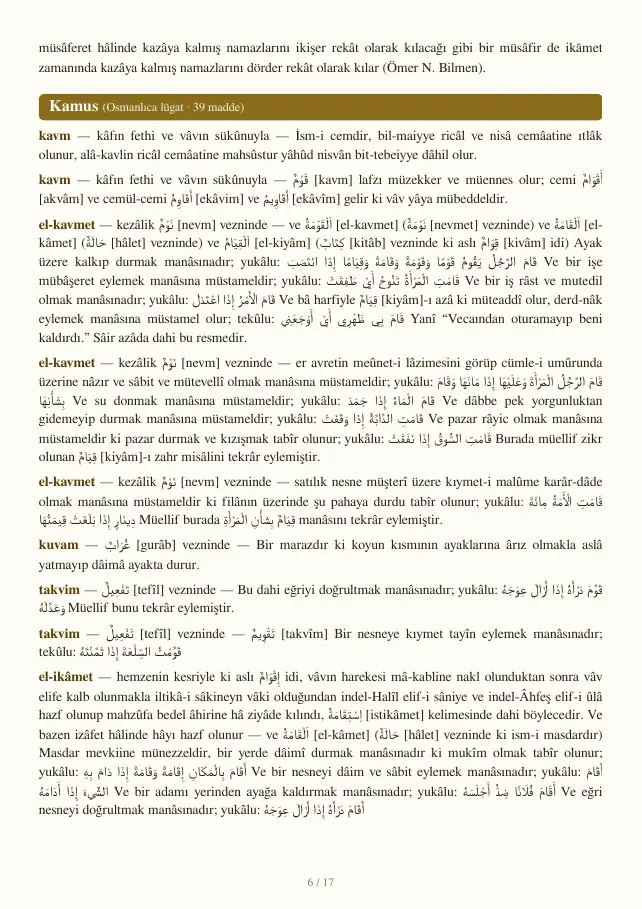 müsâferet hâlinde kazâya kalmış namazlarını ikişer rekât olarak kılacağı gibi bir müsâfir de ikāmet
zamanında kazâya kalmış namazlarını dörder rekât olarak kılar (Ömer N. Bilmen).
Kamus (Osmanlıca lügat · 39 madde)
kavm — kâfın fethi ve vâvın sükûnuyla — İsm-i cemdir, bil-maiyye ricâl ve nisâ cemâatine ıtlâk
olunur, alâ-kavlin ricâl cemâatine mahsûstur yâhûd nisvân bit-tebeiyye dâhil olur.
kavm — kâfın fethi ve vâvın sükûnuyla — قَوْمٌ [kavm] lafzı müzekker ve müennes olur; cemi أَقْوَامٌ
[akvâm] ve cemül-cemi أَقَاوِمُ [ekâvim] ve أَقَاوِيمُ [ekâvîm] gelir ki vâv yâya mübeddeldir.
el-kavmet — kezâlik نَوْمٌ [nevm] vezninde — ve اَلْقَوْمَةُ [el-kavmet] (نَوْمَةٌ [nevmet] vezninde) ve اَلْقَامَةُ [el-
kâmet] (حَالَةٌ [hâlet] vezninde) ve اَلْقِيَامُ [el-kiyâm] (كِتَابٌ [kitâb] vezninde ki aslı قِوَامٌ [kivâm] idi) Ayak
üzere kalkıp durmak manâsınadır; yukâlu: قَامَ الرَّجُلُ يَقُومُ قَوْمًا وَقَوْمَةً وَقَامَةً وَقِيَامًا إِذَا انْتَصَبَ Ve bir işe
mübâşeret eylemek manâsına müstameldir; yukâlu: قَامَتِ الْمَرْأَةُ تَنُوحُ أَيْ طَفِقَتْ Ve bir iş râst ve mutedil
olmak manâsınadır; yukâlu: قَامَ الْأَمْرُ إِذَا اعْتَدَلَ Ve bâ harfiyle قِيَامٌ [kiyâm]-ı azâ ki müteaddî olur, derd-nâk
eylemek manâsına müstamel olur; tekûlu: قَامَ بِي ظَهْرِي أَيْ أَوْجَعَنِي Yanî “Vecaından oturamayıp beni
kaldırdı.” Sâir azâda dahi bu resmedir.
el-kavmet — kezâlik نَوْمٌ [nevm] vezninde — er avretin meûnet-i lâzimesini görüp cümle-i umûrunda
üzerine nâzır ve sâbit ve mütevellî olmak manâsına müstameldir; yukâlu: قَامَ الرَّجُلُ الْمَرْأَةَ وَعَلَيْهَا إِذَا مَانَهَا وَقَامَ
بِشَأْنِهَا Ve su donmak manâsına müstameldir; yukâlu: قَامَ الْمَاءُ إِذَا جَمَدَ Ve dâbbe pek yorgunluktan
gidemeyip durmak manâsına müstameldir; yukâlu: قَامَتِ الدَّابَّةُ إِذَا وَقَفَتْ Ve pazar râyic olmak manâsına
müstameldir ki pazar durmak ve kızışmak tabîr olunur; yukâlu: قَامَتِ السُّوقُ إِذَا نَفَقَتْ Burada müellif zikr
olunan قِيَامٌ [kiyâm]-ı zahr misâlini tekrâr eylemiştir.
el-kavmet — kezâlik نَوْمٌ [nevm] vezninde — satılık nesne müşterî üzere kıymet-i malûme karâr-dâde
olmak manâsına müstameldir ki filânın üzerinde şu pahaya durdu tabîr olunur; yukâlu: قَامَتِ الْأَمَةُ مِائَةَ
دِينَارٍ إِذَا بَلَغَتْ قِيمَتُهَا Müellif burada قِيَامٌ بِشَأْنِ الْمَرْأَةِ manâsını tekrâr eylemiştir.
kuvam — غُرَابٌ [gurâb] vezninde — Bir marazdır ki koyun kısmının ayaklarına ârız olmakla aslâ
yatmayıp dâimâ ayakta durur.
takvim — تَفْعِيلٌ [tefîl] vezninde — Bu dahi eğriyi doğrultmak manâsınadır; yukâlu: قَوَّمَ دَرْأَهُ إِذَا أَزَالَ عِوَجَهُ
وَعَدَّلَهُ Müellif bunu tekrâr eylemiştir.
takvim — تَفْعِيلٌ [tefîl] vezninde — تَقْوِيمٌ [takvîm] Bir nesneye kıymet tayîn eylemek manâsınadır;
tekûlu: قَوَّمْتُ السِّلْعَةَ إِذَا ثَمَّنْتَهُ
el-ikâmet — hemzenin kesriyle ki aslı إِقْوَامٌ idi, vâvın harekesi mâ-kabline nakl olunduktan sonra vâv
elife kalb olunmakla iltikâ-i sâkineyn vâki olduğundan indel-Halîl elif-i sâniye ve indel-Âhfeş elif-i ûlâ
hazf olunup mahzûfa bedel âhirine hâ ziyâde kılındı, إِسْتِقَامَةٌ [istikâmet] kelimesinde dahi böylecedir. Ve
bazen izâfet hâlinde hâyı hazf olunur — ve اَلْقَامَةُ [el-kâmet] (حَالَةٌ [hâlet] vezninde ki ism-i masdardır)
Masdar mevkiine münezzeldir, bir yerde dâimî durmak manâsınadır ki mukîm olmak tabîr olunur;
yukâlu: أَقَامَ بِالْمَكَانِ إِقَامَةً وَقَامَةً إِذَا دَامَ بِهِ Ve bir nesneyi dâim ve sâbit eylemek manâsınadır; yukâlu: أَقَامَ
الشَّيْءَ إِذَا أَدَامَهُ Ve bir adamı yerinden ayağa kaldırmak manâsınadır; yukâlu: أَقَامَ فُلَانًا ضِدُّ أَجْلَسَهُ Ve eğri
nesneyi doğrultmak manâsınadır; yukâlu: أَقَامَ دَرْأَهُ إِذَا أَزَالَ عِوَجَهُ
6 / 17